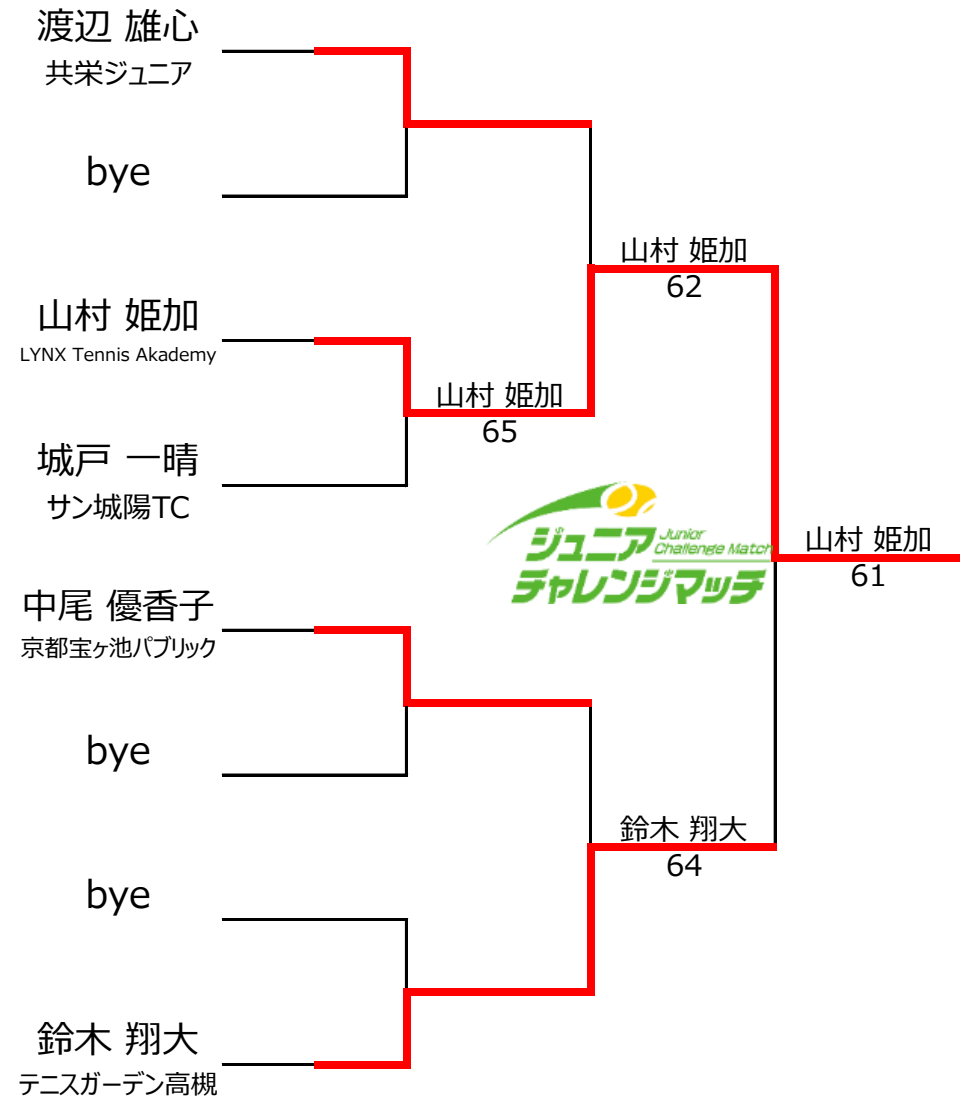 渡辺 雄心
共栄ジュニア
bye
山村 姫加
62
山村 姫加
LYNX Tennis Akademy
山村 姫加
65
城戸 一晴
サン城陽TC
ジュニア
Junior
Challenge Match
チャレンジマッチ
山村 姫加
61
中尾 優香子
京都宝ヶ池パブリック
bye
鈴木 翔大
64
bye
鈴木 翔大
テニスガーデン高槻